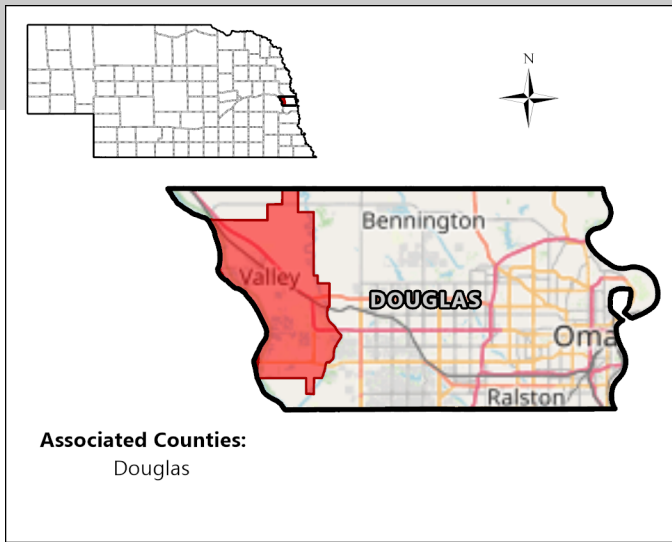 N
Bennington
Valley
DOUGLAS
Oma
Ralston
Associated Counties:
Douglas